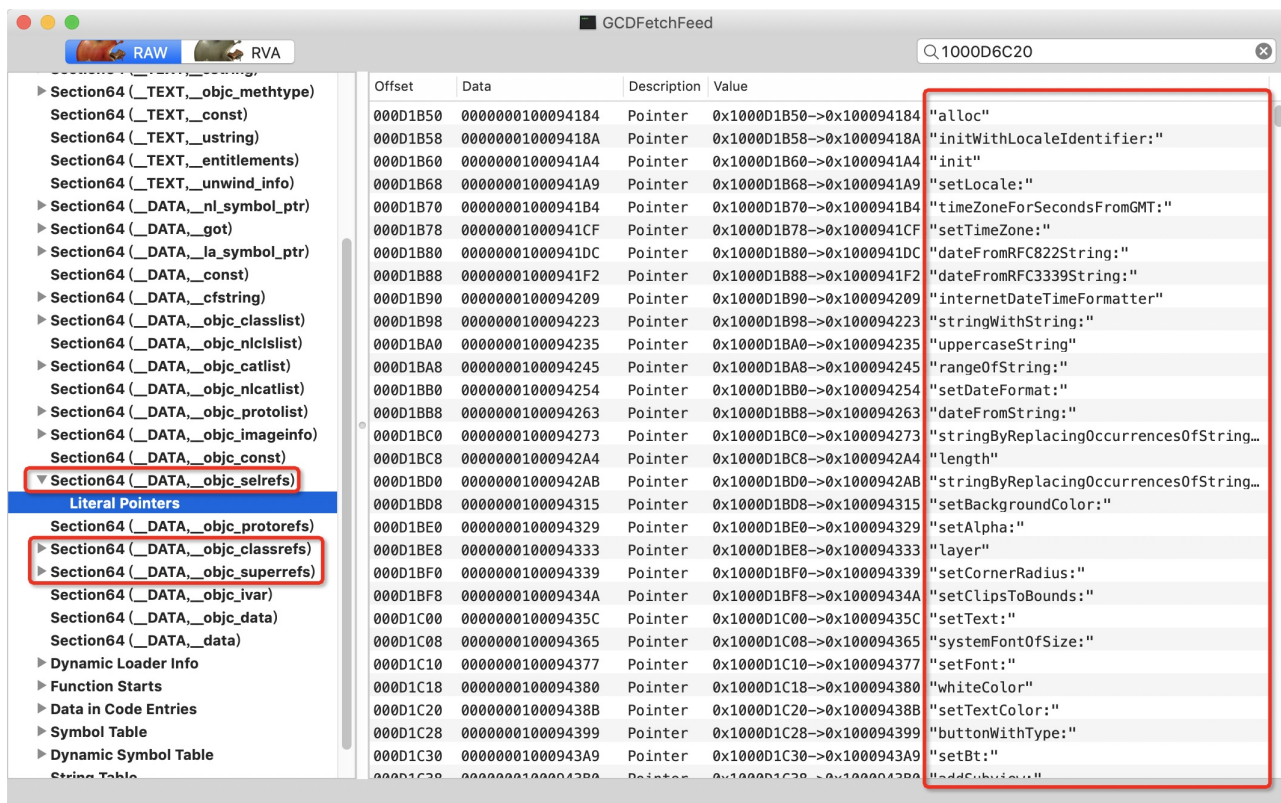 GCDFetchFeed
RAW RVA
1000D6C20
Section64 (__TEXT,__objc_methtype)
Section64 (__TEXT,__const)
Section64 (__TEXT,__ustring)
Section64 (__TEXT,__entitlements)
Section64 (__TEXT,__unwind_info)
Section64 (__DATA,__nl_symbol_ptr)
Section64 (__DATA,__got)
Section64 (__DATA,__la_symbol_ptr)
Section64 (__DATA,__const)
Section64 (__DATA,__cfstring)
Section64 (__DATA,__objc_classlist)
Section64 (__DATA,__objc_nlclslist)
Section64 (__DATA,__objc_catlist)
Section64 (__DATA,__objc_nlcatlist)
Section64 (__DATA,__objc_protolist)
Section64 (__DATA,__objc_imageinfo)
Section64 (__DATA,__objc_const)
Section64 (__DATA,__objc_selrefs)
Literal Pointers
Section64 (__DATA,__objc_protorefs)
Section64 (__DATA,__objc_classrefs)
Section64 (__DATA,__objc_superrefs)
Section64 (__DATA,__objc_ivar)
Section64 (__DATA,__objc_data)
Section64 (__DATA,__data)
Dynamic Loader Info
Function Starts
Data in Code Entries
Symbol Table
Dynamic Symbol Table
String Table
Offset Data Description Value
000D1B50 0000000100094184 Pointer 0x1000D1B50->0x100094184 "alloc"
000D1B58 000000010009418A Pointer 0x1000D1B58->0x10009418A "initWithLocaleIdentifier:"
000D1B60 00000001000941A4 Pointer 0x1000D1B60->0x1000941A4 "init"
000D1B68 00000001000941A9 Pointer 0x1000D1B68->0x1000941A9 "setLocale:"
000D1B70 00000001000941B4 Pointer 0x1000D1B70->0x1000941B4 "timeZoneForSecondsFromGMT:"
000D1B78 00000001000941CF Pointer 0x1000D1B78->0x1000941CF "setTimeZone:"
000D1B80 00000001000941DC Pointer 0x1000D1B80->0x1000941DC "dateFromRFC822String:"
000D1B88 00000001000941F2 Pointer 0x1000D1B88->0x1000941F2 "dateFromRFC3339String:"
000D1B90 0000000100094209 Pointer 0x1000D1B90->0x100094209 "internetDateTimeFormatter"
000D1B98 0000000100094223 Pointer 0x1000D1B98->0x100094223 "stringWithString:"
000D1BA0 0000000100094235 Pointer 0x1000D1BA0->0x100094235 "uppercaseString"
000D1BA8 0000000100094245 Pointer 0x1000D1BA8->0x100094245 "rangeOfString:"
000D1BB0 0000000100094254 Pointer 0x1000D1BB0->0x100094254 "setDateFormat:"
000D1BB8 0000000100094263 Pointer 0x1000D1BB8->0x100094263 "dateFromString:"
000D1BC0 0000000100094273 Pointer 0x1000D1BC0->0x100094273 "stringByReplacingOccurrencesOfString…
000D1BC8 00000001000942A4 Pointer 0x1000D1BC8->0x1000942A4 "length"
000D1BD0 00000001000942AB Pointer 0x1000D1BD0->0x1000942AB "stringByReplacingOccurrencesOfString…
000D1BD8 0000000100094315 Pointer 0x1000D1BD8->0x100094315 "setBackgroundColor:"
000D1BE0 0000000100094329 Pointer 0x1000D1BE0->0x100094329 "setAlpha:"
000D1BE8 0000000100094333 Pointer 0x1000D1BE8->0x100094333 "layer"
000D1BF0 0000000100094339 Pointer 0x1000D1BF0->0x100094339 "setCornerRadius:"
000D1BF8 000000010009434A Pointer 0x1000D1BF8->0x10009434A "setClipsToBounds:"
000D1C00 000000010009435C Pointer 0x1000D1C00->0x10009435C "setText:"
000D1C08 0000000100094365 Pointer 0x1000D1C08->0x100094365 "systemFontOfSize:"
000D1C10 0000000100094377 Pointer 0x1000D1C10->0x100094377 "setFont:"
000D1C18 0000000100094380 Pointer 0x1000D1C18->0x100094380 "whiteColor"
000D1C20 000000010009438B Pointer 0x1000D1C20->0x10009438B "setTextColor:"
000D1C28 0000000100094399 Pointer 0x1000D1C28->0x100094399 "buttonWithType:"
000D1C30 00000001000943A9 Pointer 0x1000D1C30->0x1000943A9 "setBt:"
000D1C38 00000001000943B0 Pointer 0x1000D1C38->0x1000943B0 "addSubview:"